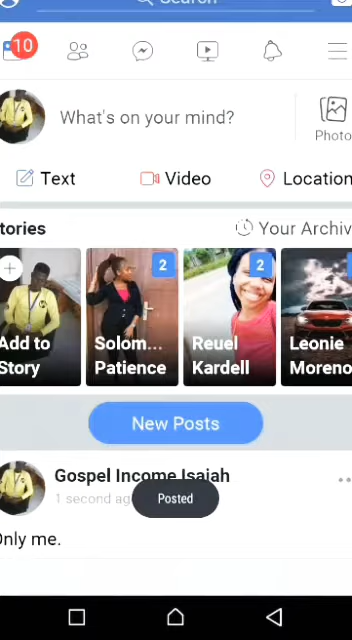 Search
10
What's on your mind?
Photo
Text
Video
Location
tories
Your Archiv
2
2
Add to
Story
Solom...
Patience
Reuel
Kardell
Leonie
Moreno
New Posts
Gospel Income Isaiah
1 second ag
Posted
Only me.